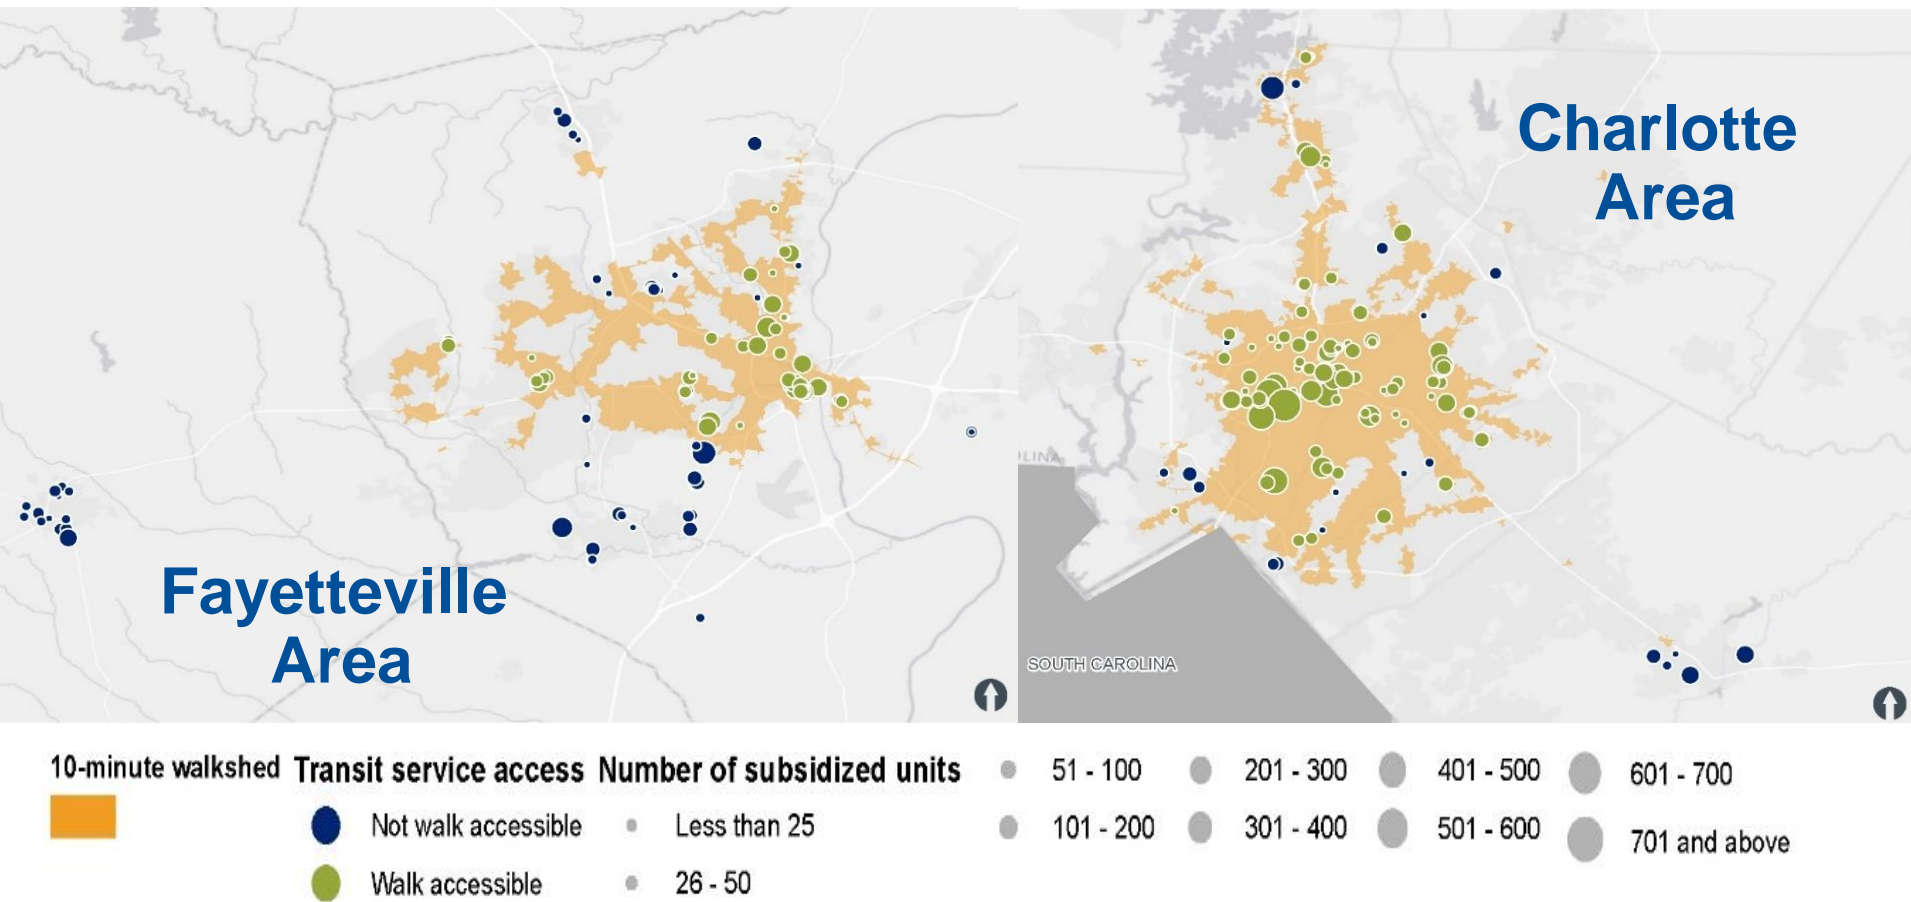 Charlotte
Area
LINA
Fayetteville
Area
SOUTH CAROLINA
10-minute walkshed
Transit service access
Not walk accessible
Walk accessible
Number of subsidized units
Less than 25
26 - 50
51 - 100
101 - 200
201 - 300
301 - 400
401 - 500
501 - 600
601 - 700
701 and above